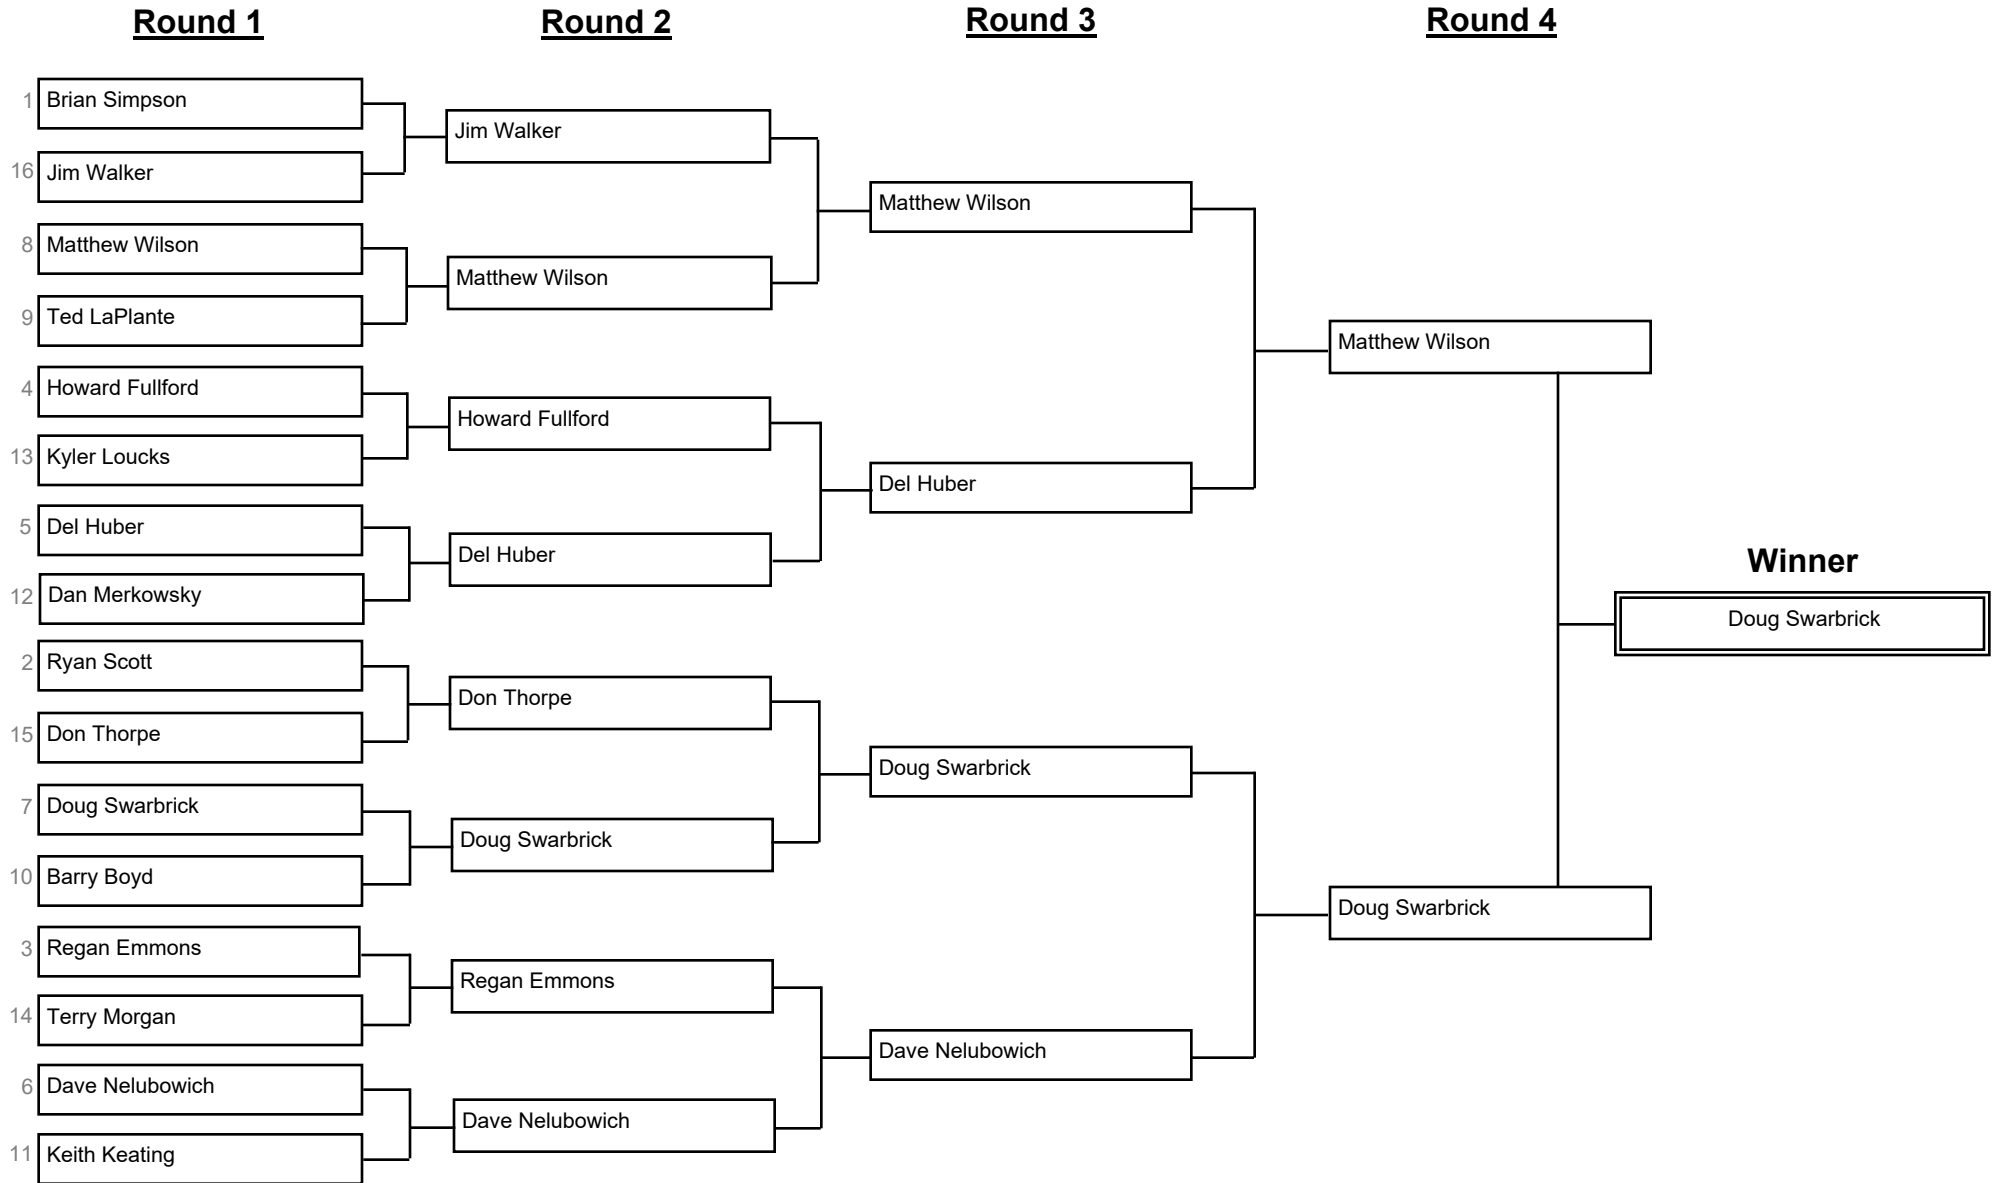 Round 1
Round 2
Round 3
Round 4
1 Brian Simpson
16 Jim Walker
8 Matthew Wilson
9 Ted LaPlante
4 Howard Fullford
13 Kyler Loucks
5 Del Huber
12 Dan Merkowsky
2 Ryan Scott
15 Don Thorpe
7 Doug Swarbrick
10 Barry Boyd
3 Regan Emmons
14 Terry Morgan
6 Dave Nelubowich
11 Keith Keating
Jim Walker
Matthew Wilson
Howard Fullford
Del Huber
Don Thorpe
Doug Swarbrick
Regan Emmons
Dave Nelubowich
Matthew Wilson
Del Huber
Doug Swarbrick
Dave Nelubowich
Matthew Wilson
Doug Swarbrick
Winner
Doug Swarbrick